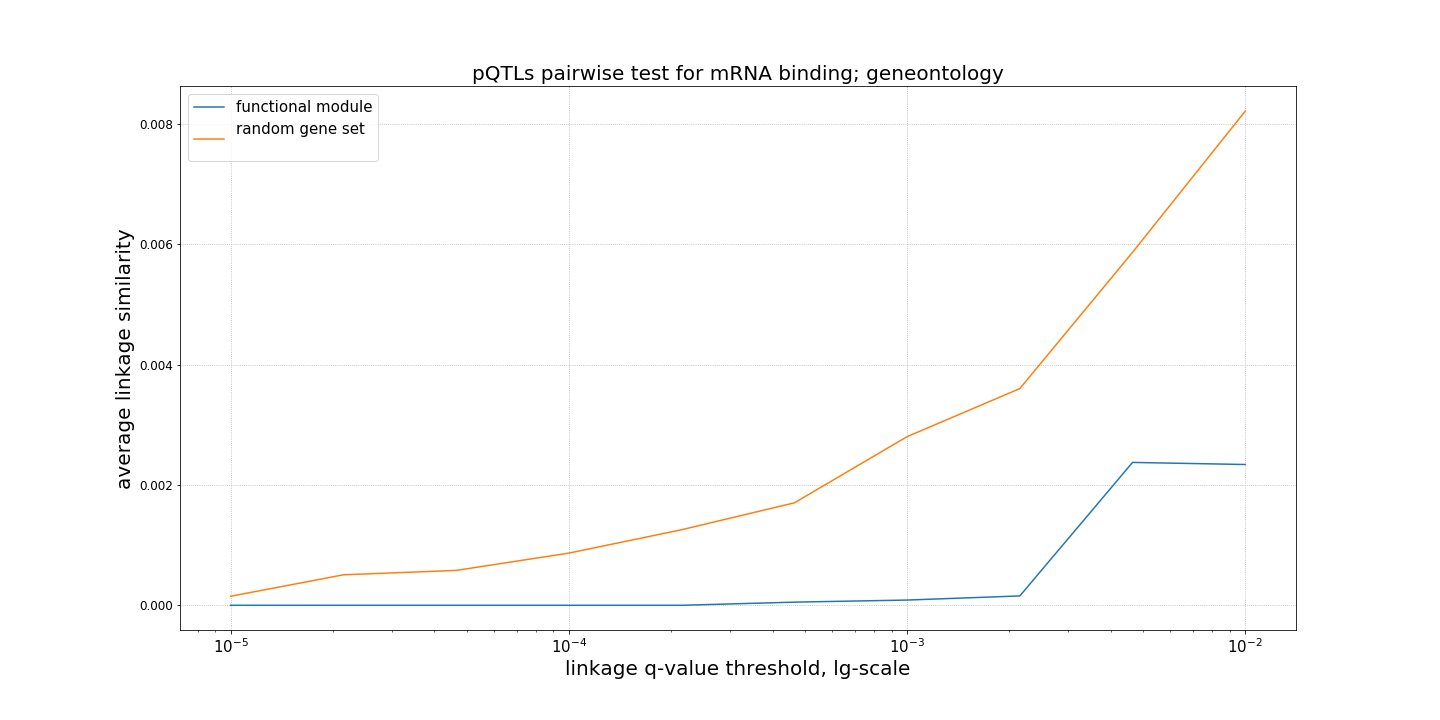 pQTLs pairwise test for mRNA binding; geneontology
functional module
random gene set
0.008
0.006
0.004
0.002
0.000
average linkage similarity
10⁻⁵ 10⁻⁴ 10⁻³ 10⁻²
linkage q-value threshold, lg-scale